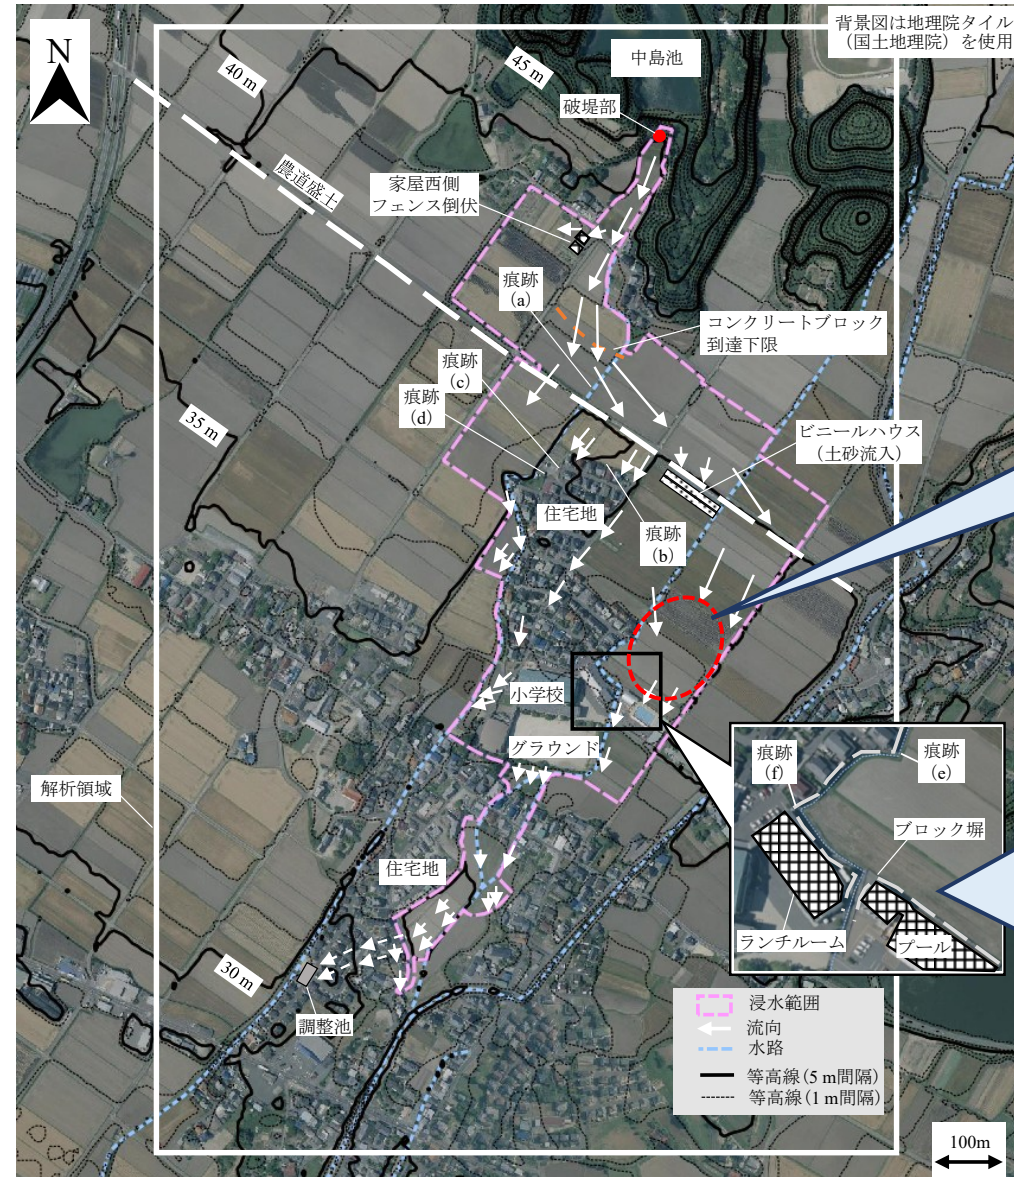 背景図は地理院タイル
（国土地理院）を使用
N
40 m
45 m
中島池
破堤部
農道盛土
家屋西側
フェンス倒伏
痕跡
(a)
コンクリートブロック
到達下限
痕跡
(c)
痕跡
(d)
35 m
ビニールハウス
（土砂流入）
住宅地
痕跡
(b)
小学校
グラウンド
解析領域
痕跡
(f)
痕跡
(e)
ブロック塀
ランチルーム
プール
住宅地
30 m
調整池
浸水範囲
流向
水路
等高線(5 m間隔)
等高線(1 m間隔)
100m